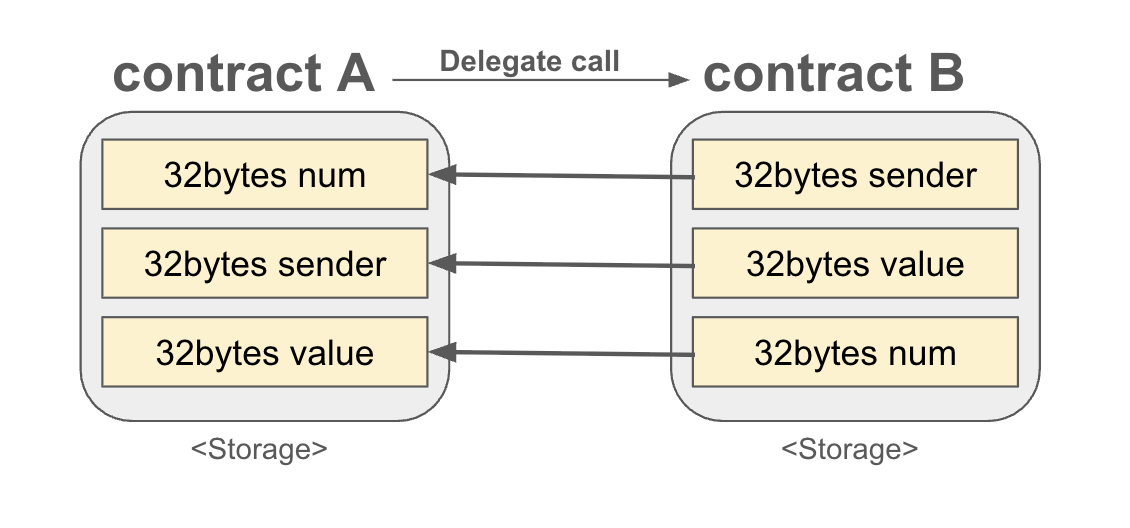 contract A
Delegate call
contract B
32bytes num
32bytes sender
32bytes sender
32bytes value
32bytes value
32bytes num
<Storage>
<Storage>